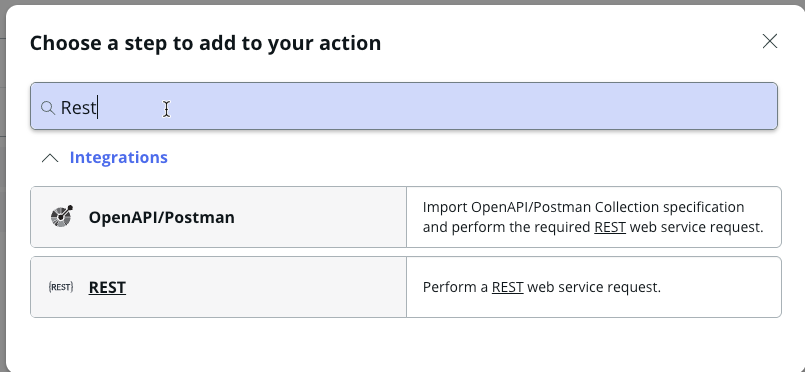 Choose a step to add to your action
Rest
Integrations
OpenAPI/Postman
Import OpenAPI/Postman Collection specification
and perform the required REST web service request.
{REST}
REST
Perform a REST web service request.